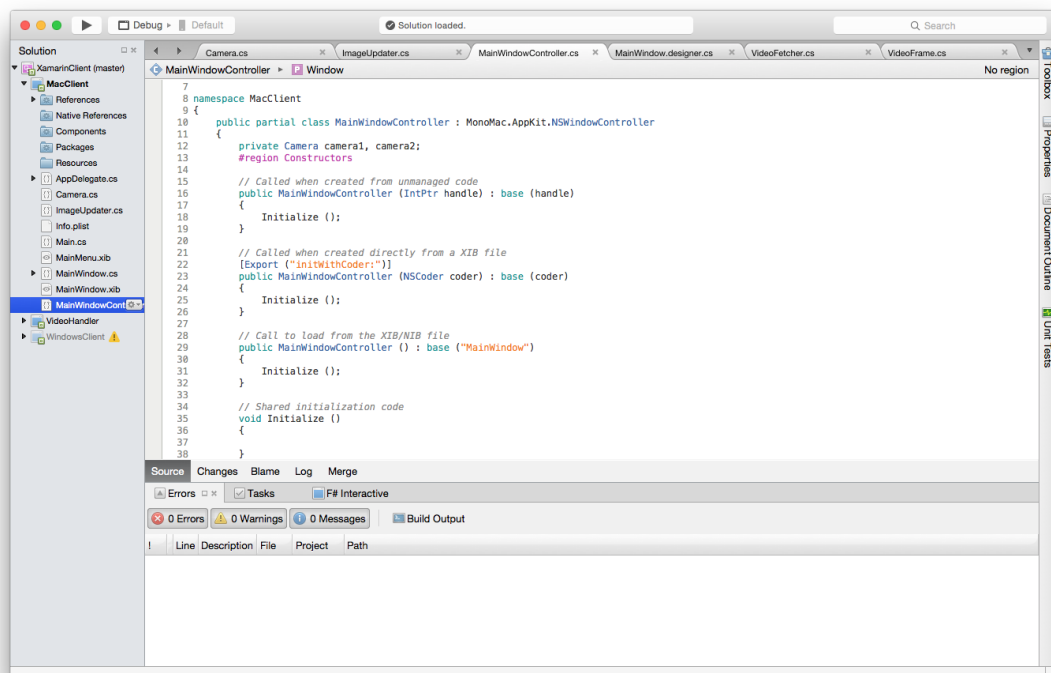 Debug ▸ Default
Solution loaded.
Search
Solution
Camera.cs
ImageUpdater.cs
MainWindowController.cs
MainWindow.designer.cs
VideoFetcher.cs
VideoFrame.cs
MainWindowController ▸ Window
No region
XamarinClient (master)
MacClient
References
Native References
Components
Packages
Resources
AppDelegate.cs
Camera.cs
ImageUpdater.cs
Info.plist
Main.cs
MainMenu.xib
MainWindow.cs
MainWindow.xib
MainWindowCont
VideoHandler
WindowsClient
7
8 namespace MacClient
9 {
10 public partial class MainWindowController : MonoMac.AppKit.NSWindowController
11 {
12 private Camera camera1, camera2;
13 #region Constructors
14
15 // Called when created from unmanaged code
16 public MainWindowController (IntPtr handle) : base (handle)
17 {
18 Initialize ();
19 }
20
21 // Called when created directly from a XIB file
22 [Export ("initWithCoder:")]
23 public MainWindowController (NSCoder coder) : base (coder)
24 {
25 Initialize ();
26 }
27
28 // Call to load from the XIB/NIB file
29 public MainWindowController () : base ("MainWindow")
30 {
31 Initialize ();
32 }
33
34 // Shared initialization code
35 void Initialize ()
36 {
37
38 }
Toolbox
Properties
Document Outline
Unit Tests
Source Changes Blame Log Merge
Errors Tasks F# Interactive
0 Errors 0 Warnings 0 Messages Build Output
! Line Description File Project Path